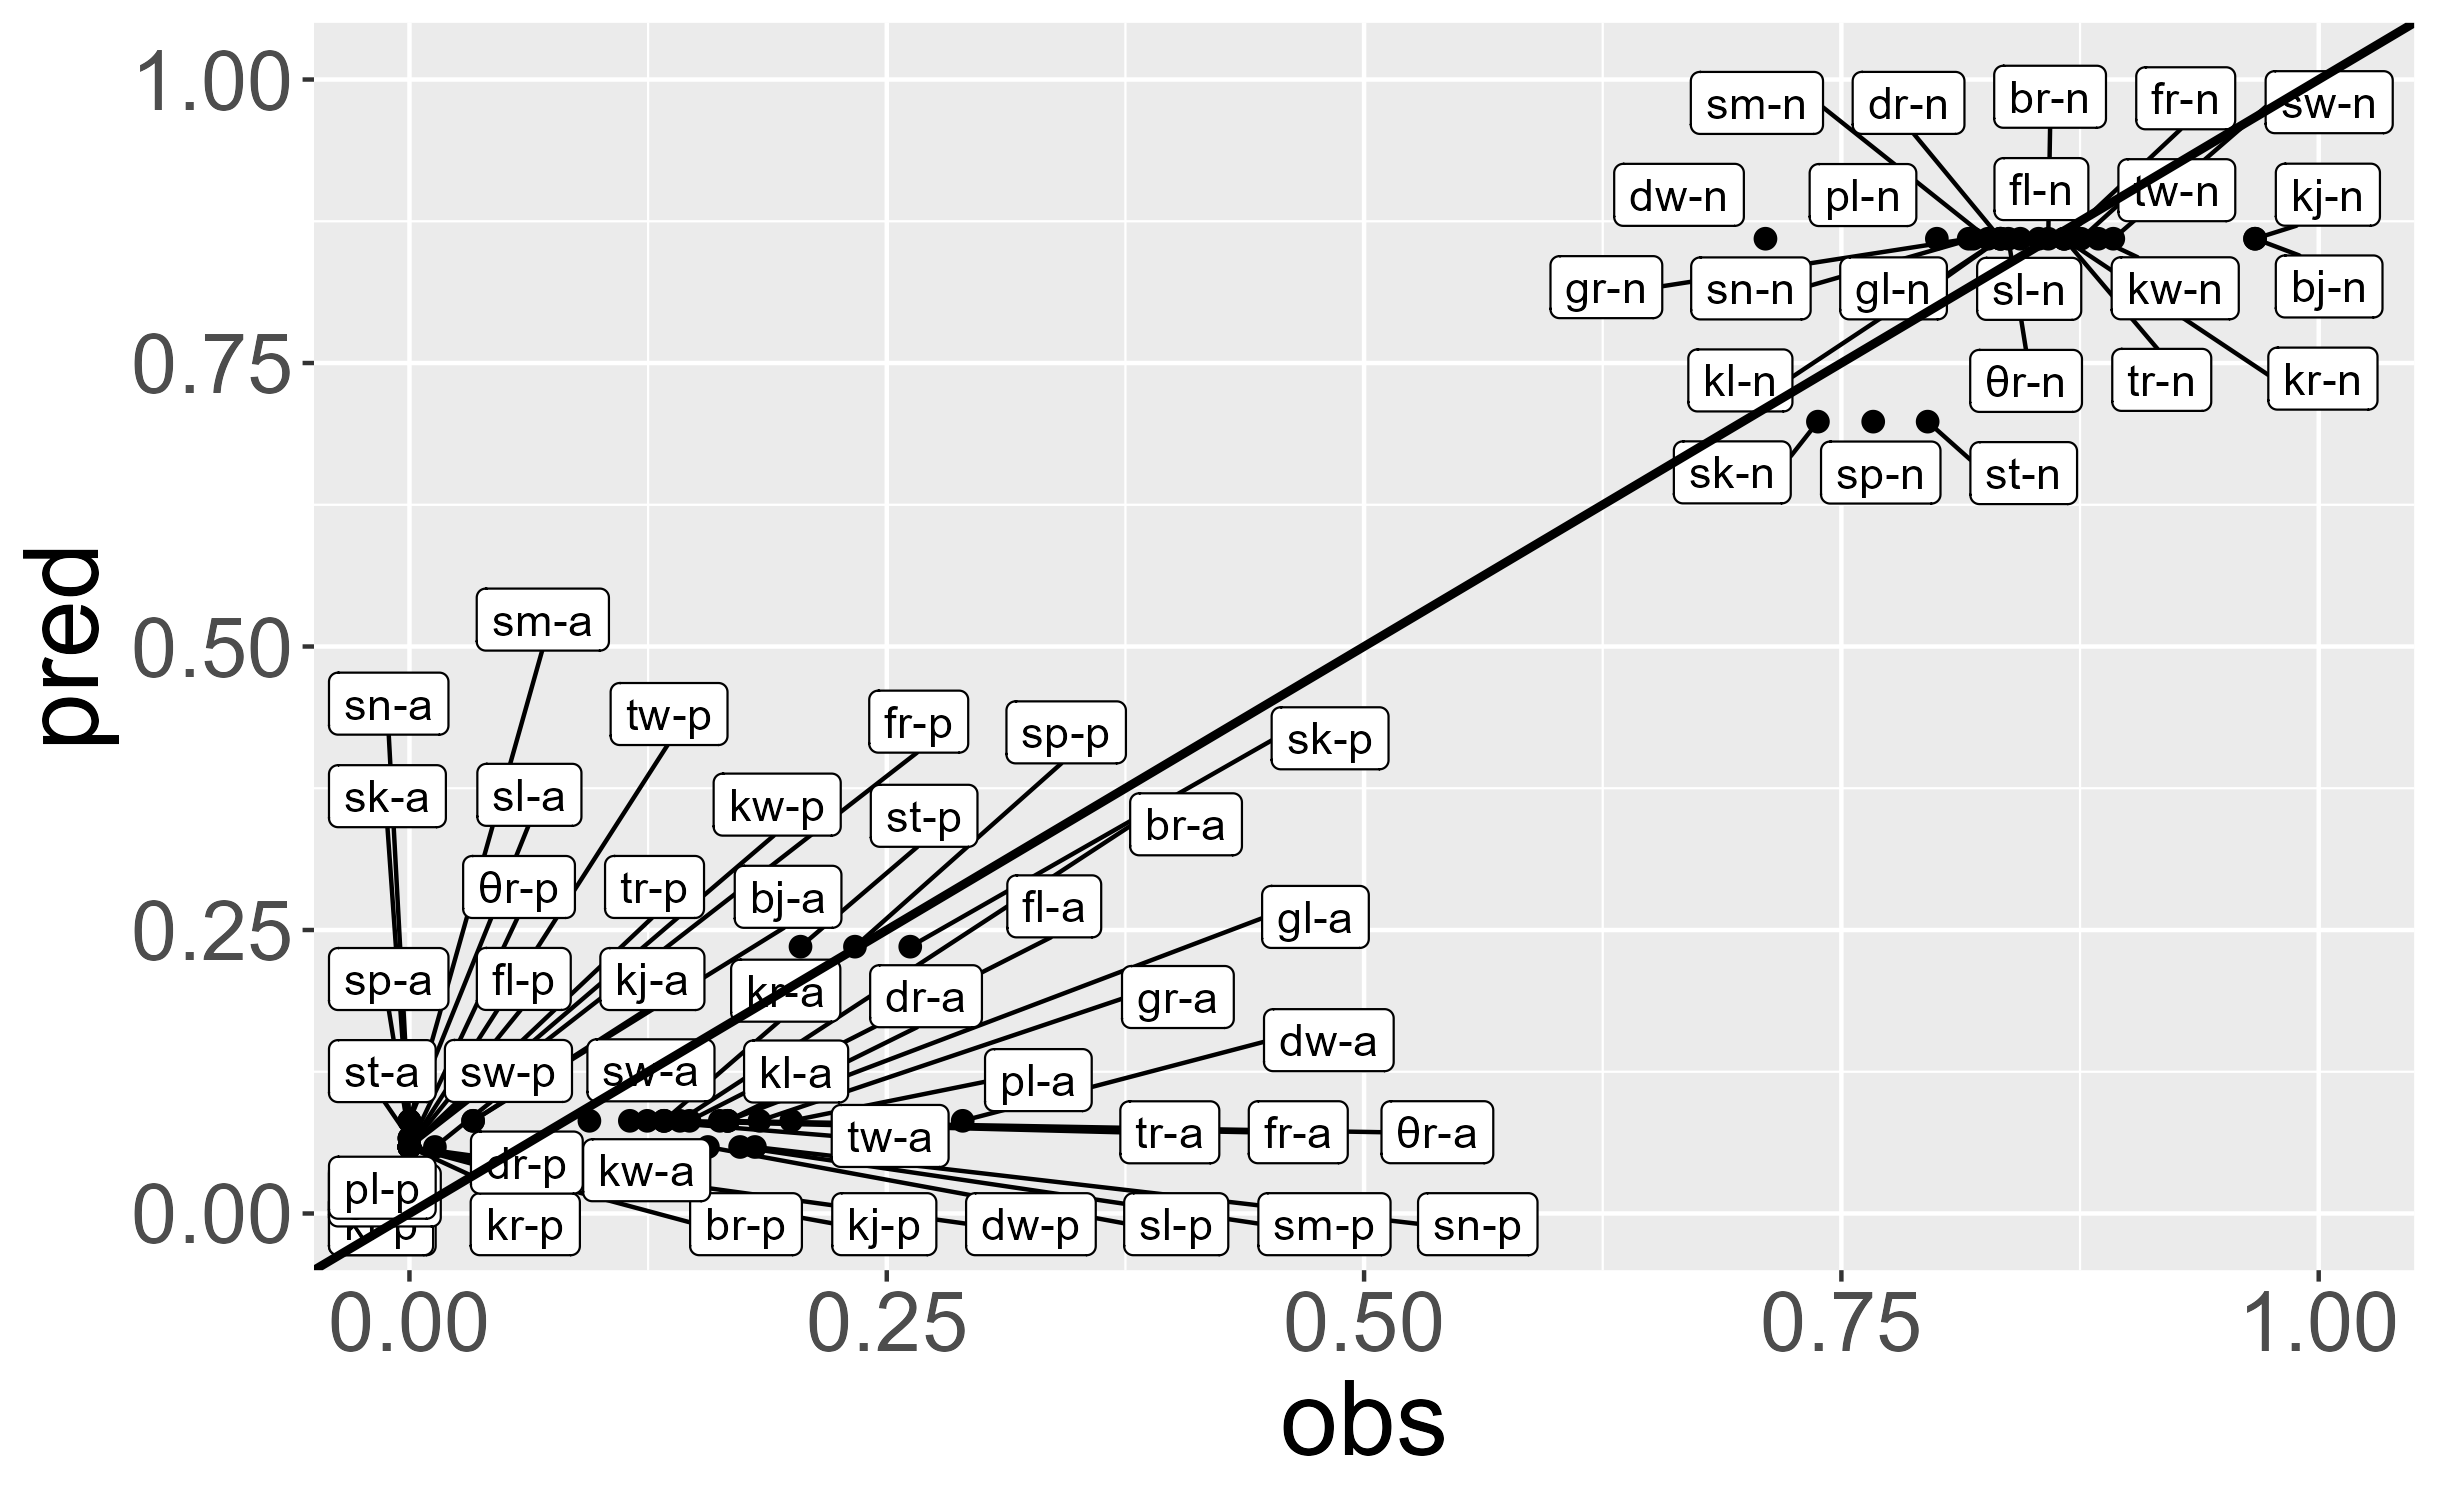 sm-n dr-n br-n fr-n sw-n
1.00
dw-n pl-n fl-n tw-n kj-n
gr-n sn-n gl-n sl-n kw-n bj-n
0.75
kl-n θr-n tr-n kr-n
sk-n sp-n st-n
pred
0.50
sm-a
sn-a tw-p fr-p sp-p sk-p
sk-a sl-a kw-p st-p br-a
θr-p tr-p bj-a fl-a gl-a
0.25
sp-a fl-p kj-a kr-a dr-a gr-a
dw-a
st-a sw-p sw-a kl-a pl-a
dr-p kw-a tw-a tr-a fr-a θr-a
pl-p
0.00
kr-p br-p kj-p dw-p sl-p sm-p sn-p
0.00 0.25 0.50 0.75 1.00
obs